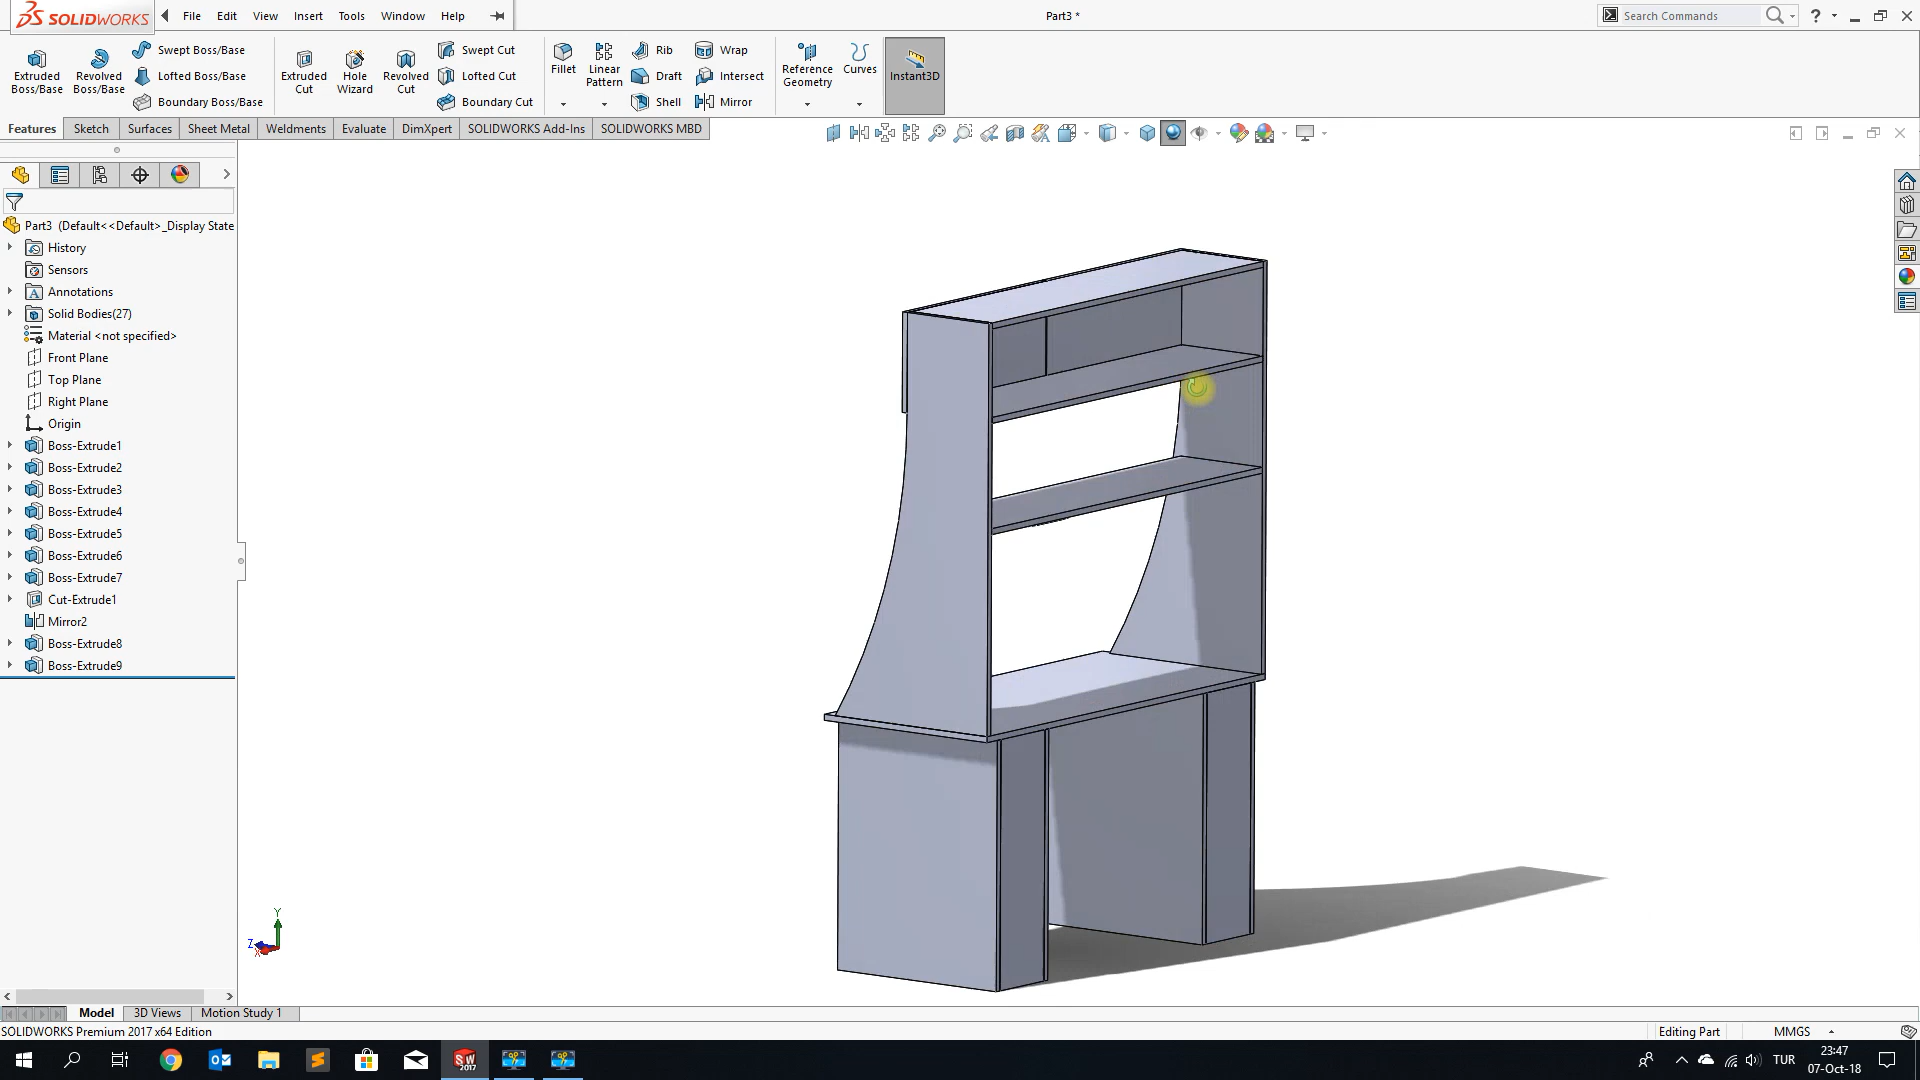 SOLIDWORKS File Edit View Insert Tools Window Help Part3 * Search Commands
Swept Boss/Base Swept Cut Rib Wrap
Extruded Boss/Base Revolved Boss/Base Lofted Boss/Base Extruded Cut Hole Wizard Revolved Cut Lofted Cut Fillet Linear Pattern Draft Intersect Reference Geometry Curves Instant3D
Boundary Boss/Base Boundary Cut Shell Mirror
Features Sketch Surfaces Sheet Metal Weldments Evaluate DimXpert SOLIDWORKS Add-Ins SOLIDWORKS MBD
Part3 (Default<<Default>_Display State
History
Sensors
Annotations
Solid Bodies(27)
Material <not specified>
Front Plane
Top Plane
Right Plane
Origin
Boss-Extrude1
Boss-Extrude2
Boss-Extrude3
Boss-Extrude4
Boss-Extrude5
Boss-Extrude6
Boss-Extrude7
Cut-Extrude1
Mirror2
Boss-Extrude8
Boss-Extrude9
Y
Z
X
Model 3D Views Motion Study 1
SOLIDWORKS Premium 2017 x64 Edition Editing Part MMGS
SW 2017 TUR 23:47
07-Oct-18